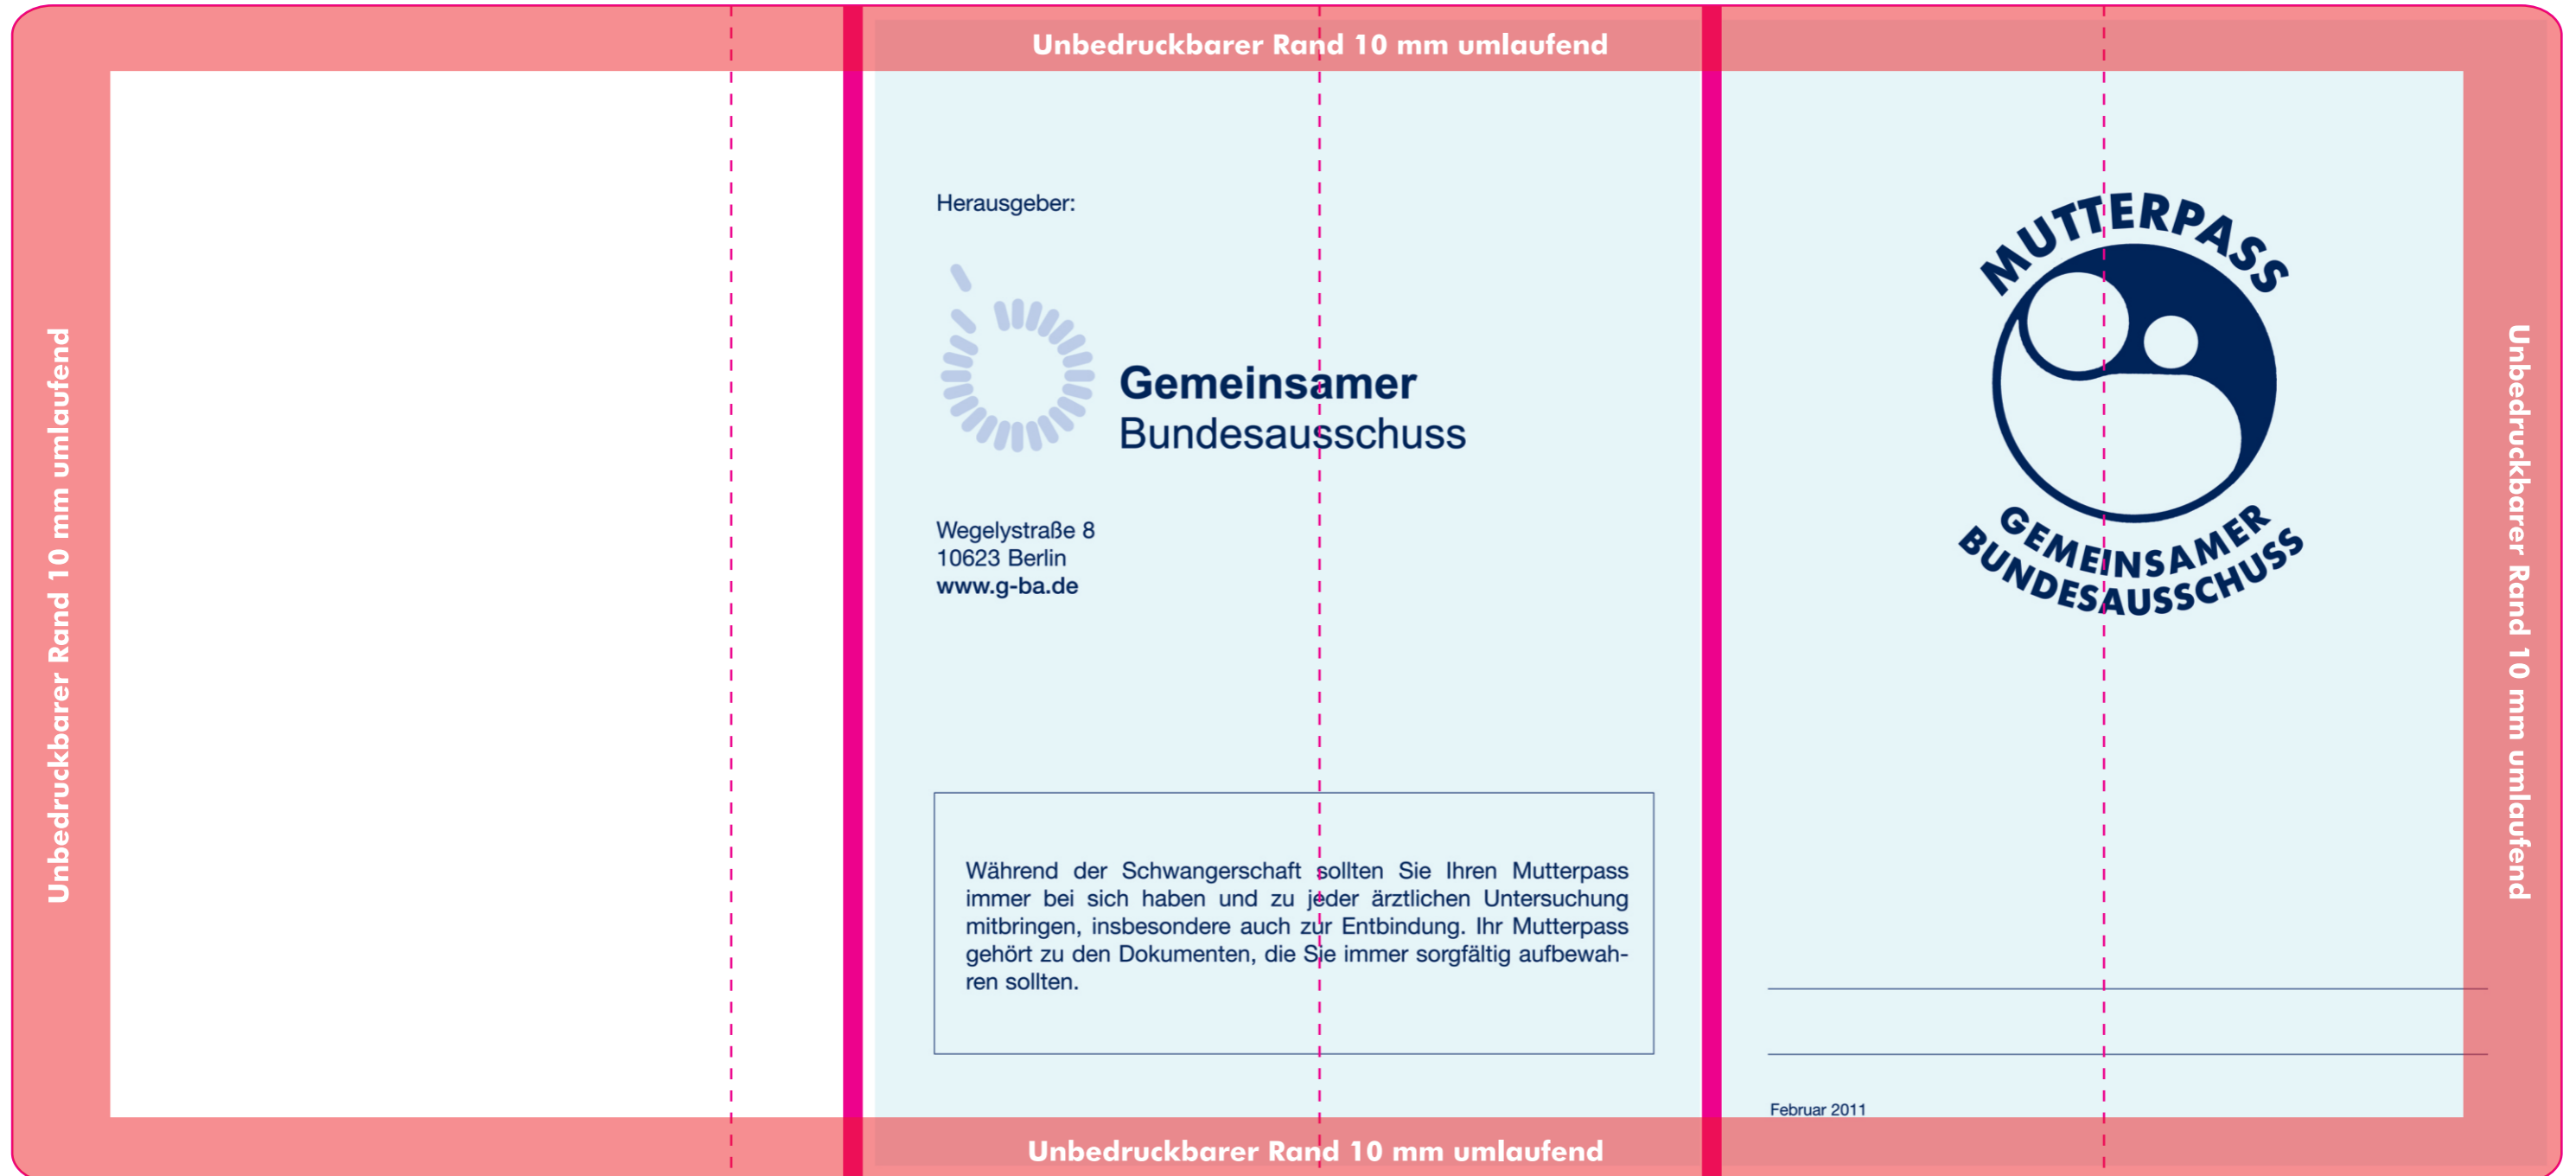 Unbedruckbarer Rand 10 mm umlaufend
Unbedruckbarer Rand 10 mm umlaufend
Herausgeber:
Gemeinsamer
Bundesausschuss
Wegelystraße 8
10623 Berlin
www.g-ba.de
Während der Schwangerschaft sollten Sie Ihren Mutterpass
immer bei sich haben und zu jeder ärztlichen Untersuchung
mitbringen, insbesondere auch zur Entbindung. Ihr Mutterpass
gehört zu den Dokumenten, die Sie immer sorgfältig aufbewah-
ren sollten.
MUTTERPASS
GEMEINSAMER
BUNDESAUSSCHUSS
Februar 2011
Unbedruckbarer Rand 10 mm umlaufend
Unbedruckbarer Rand 10 mm umlaufend